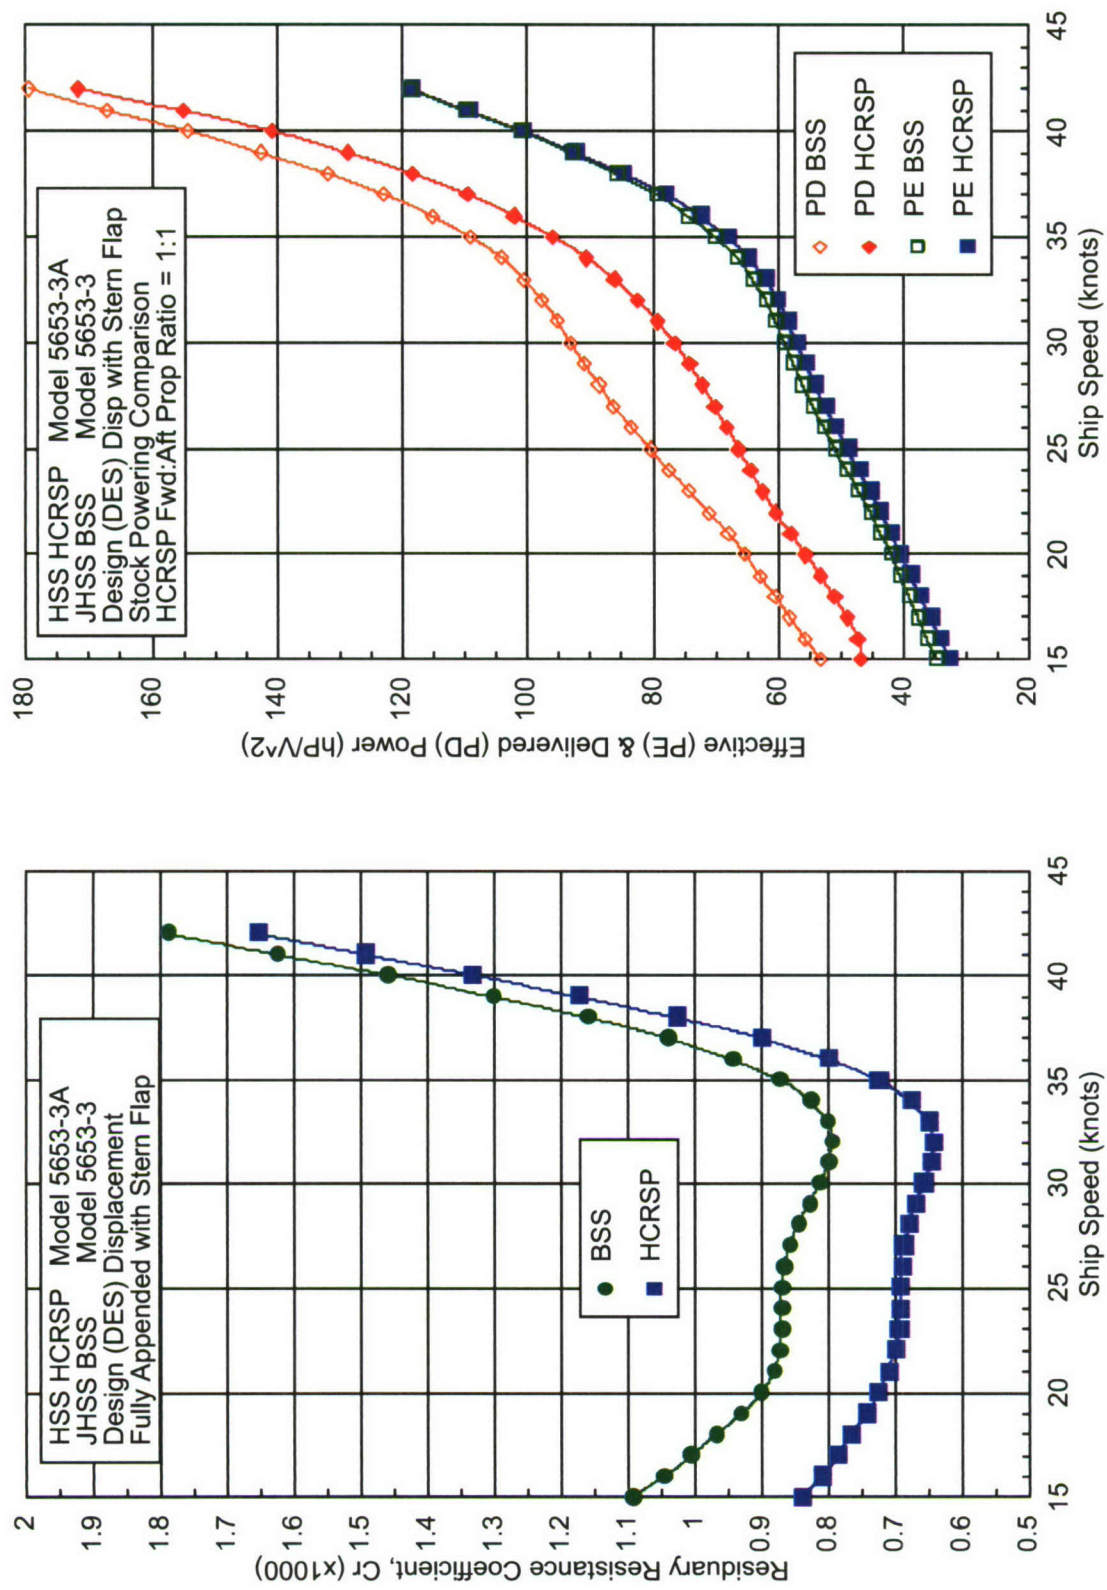 HSS HCRSP Model 5653-3A
JHSS BSS Model 5653-3
Design (DES) Displacement
Fully Appended with Stern Flap
BSS
HCRSP
Residuary Resistance Coefficient, Cr (x1000)
2
1.9
1.8
1.7
1.6
1.5
1.4
1.3
1.2
1.1
1
0.9
0.8
0.7
0.6
0.5
15
20
25
30
35
40
45
Ship Speed (knots)
HSS HCRSP Model 5653-3A
JHSS BSS Model 5653-3
Design (DES) Disp with Stern Flap
Stock Powering Comparison
HCRSP Fwd:Aft Prop Ratio = 1:1
PD BSS
PD HCRSP
PE BSS
PE HCRSP
Effective (PE) & Delivered (PD) Power (hP/V^2)
180
160
140
120
100
80
60
40
20
15
20
25
30
35
40
45
Ship Speed (knots)